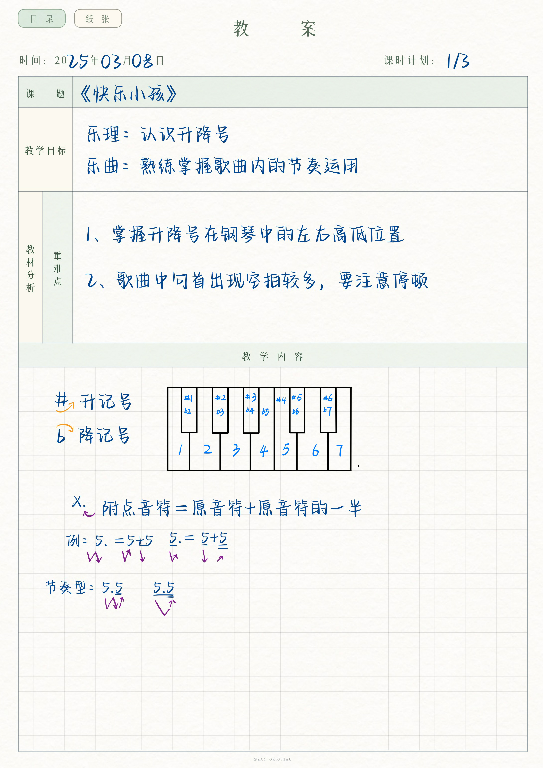 目录 纸张
教 案
时间：2025年03月08日 课时计划：1/3
课 题 《快乐小孩》
教学目标
乐理：认识升降号
乐曲：熟练掌握歌曲内的节奏运用
教材分析 重难点
1、掌握升降号在钢琴中的左右高低位置
2、歌曲中句首出现空拍较多，要注意停顿
教学内容
# 升记号
b 降记号
#1 #2 #3 #4 #5 #6
b2 b3 b4 b5 b6 b7
1 2 3 4 5 6 7
X. 附点音符＝原音符+原音符的一半
例：5. =5+5 5.= 5+5
节奏型：5.5 5.5